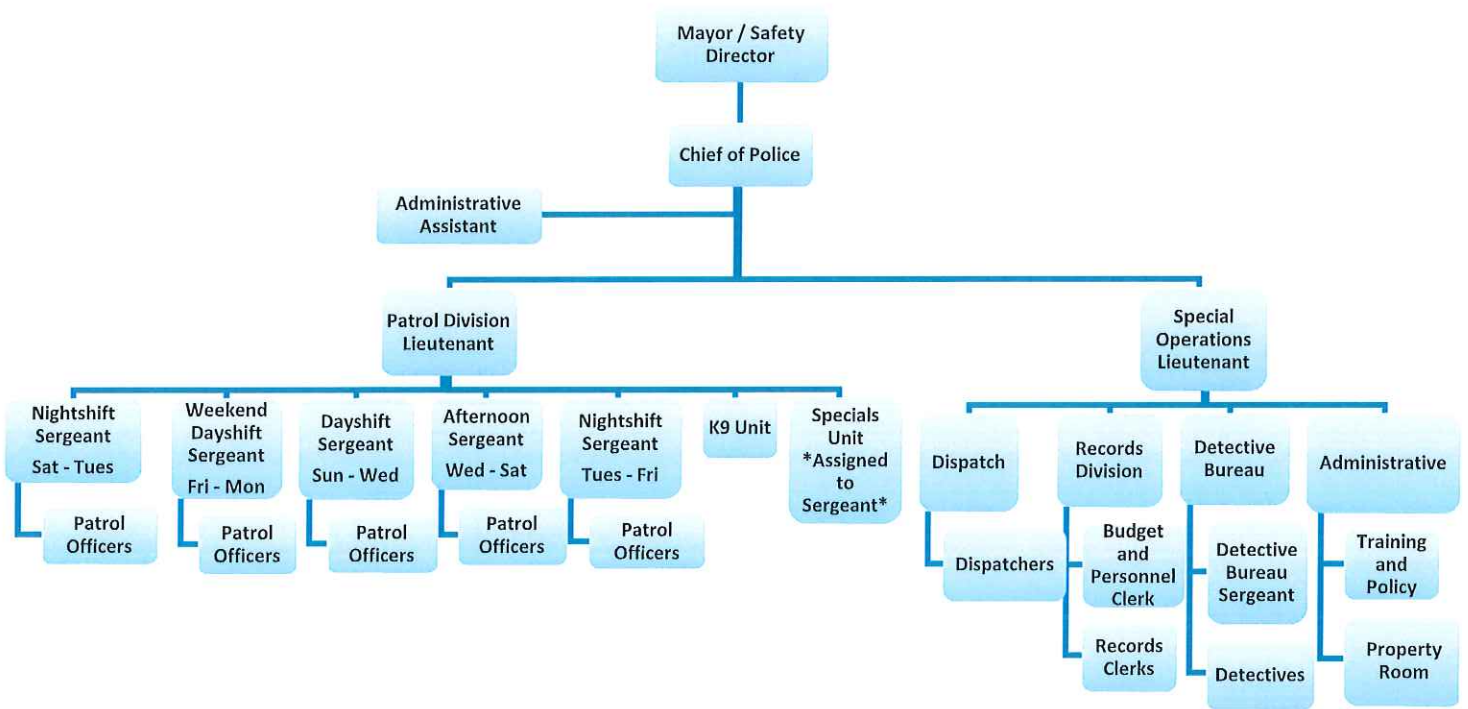 Mayor / Safety
Director
Chief of Police
Administrative
Assistant
Patrol Division
Lieutenant
Special
Operations
Lieutenant
Nightshift
Sergeant
Sat - Tues
Weekend
Dayshift
Sergeant
Fri - Mon
Dayshift
Sergeant
Sun - Wed
Afternoon
Sergeant
Wed - Sat
Nightshift
Sergeant
Tues - Fri
K9 Unit
Specials
Unit
*Assigned
to
Sergeant*
Dispatch
Records
Division
Detective
Bureau
Administrative
Patrol
Officers
Patrol
Officers
Patrol
Officers
Patrol
Officers
Patrol
Officers
Dispatchers
Budget
and
Personnel
Clerk
Records
Clerks
Detective
Bureau
Sergeant
Detectives
Training
and
Policy
Property
Room